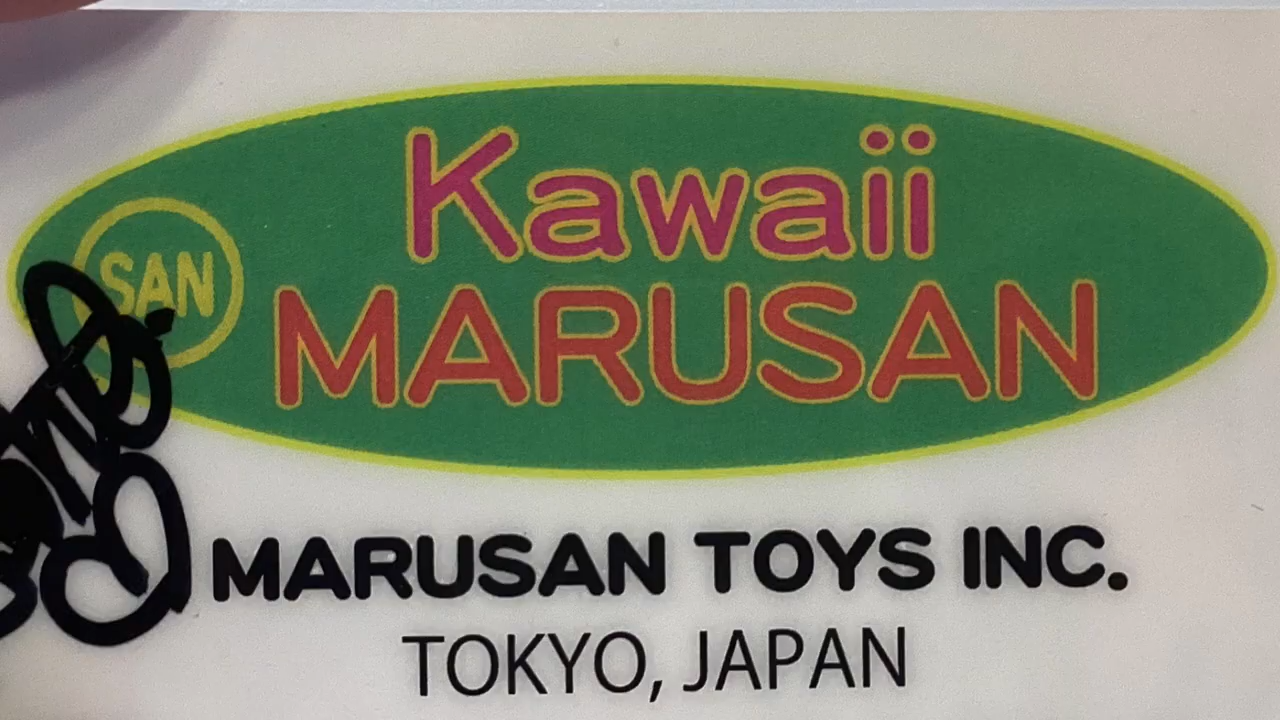 Kawaii
SAN
MARUSAN
MARUSAN TOYS INC.
TOKYO, JAPAN